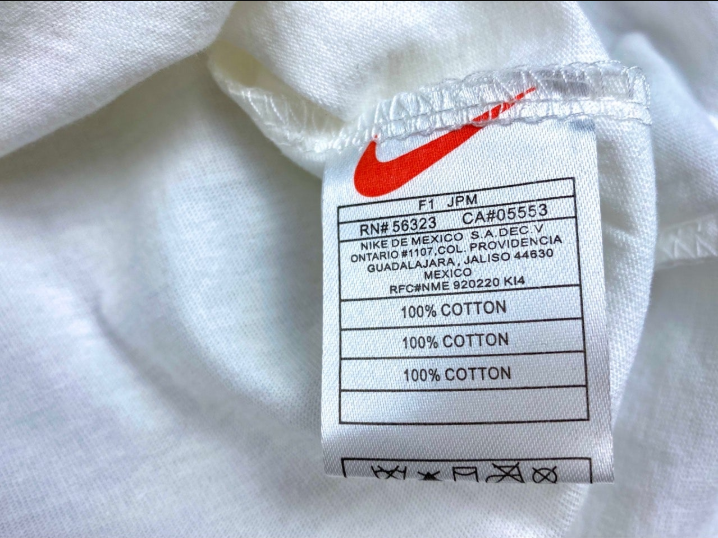 F1 JPM
RN# 56323 CA#05553
NIKE DE MEXICO S.A.DEC.V
ONTARIO #1107,COL. PROVIDENCIA
GUADALAJARA, JALISO 44630
MEXICO
RFC#NME 920220 KI4
100% COTTON
100% COTTON
100% COTTON